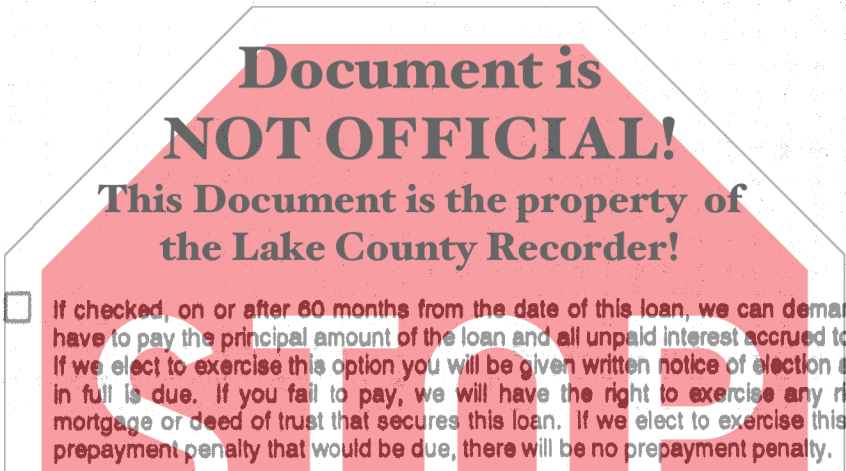 Document is
NOT OFFICIAL!
This Document is the property of
the Lake County Recorder!
If checked, on or after 60 months from the date of this loan, we can
have to pay the principal amount of the loan and all unpaid interest accrued
If we elect to exercise this option you will be given written notice of election
in full is due. If you fail to pay, we will have the right to exercise any
mortgage or deed of trust that secures this loan. If we elect to exercise this
prepayment penalty that would be due, there will be no prepayment penalty.
STOP